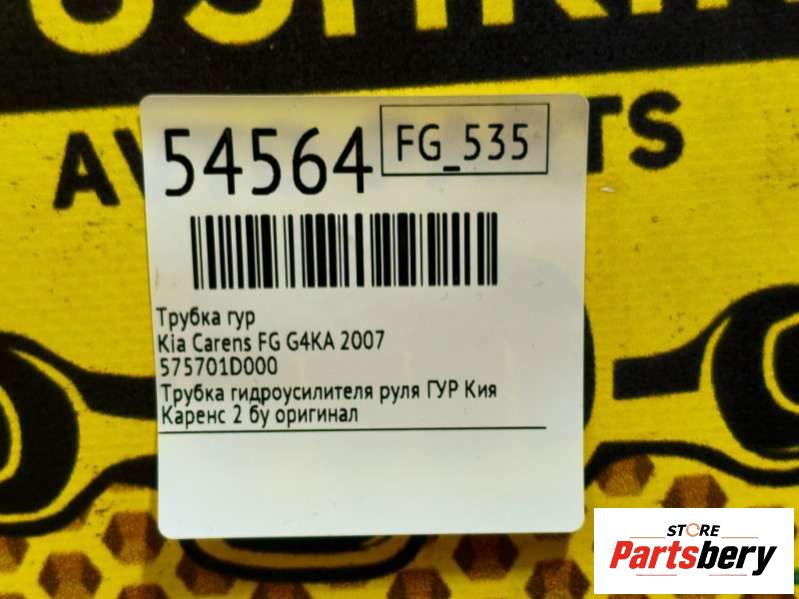 54564
FG_535
Трубка гур
Kia Carens FG G4KA 2007
575701D000
Трубка гидроусилителя руля ГУР Кия
Каренс 2 бу оригинал
STORE
Partsbery